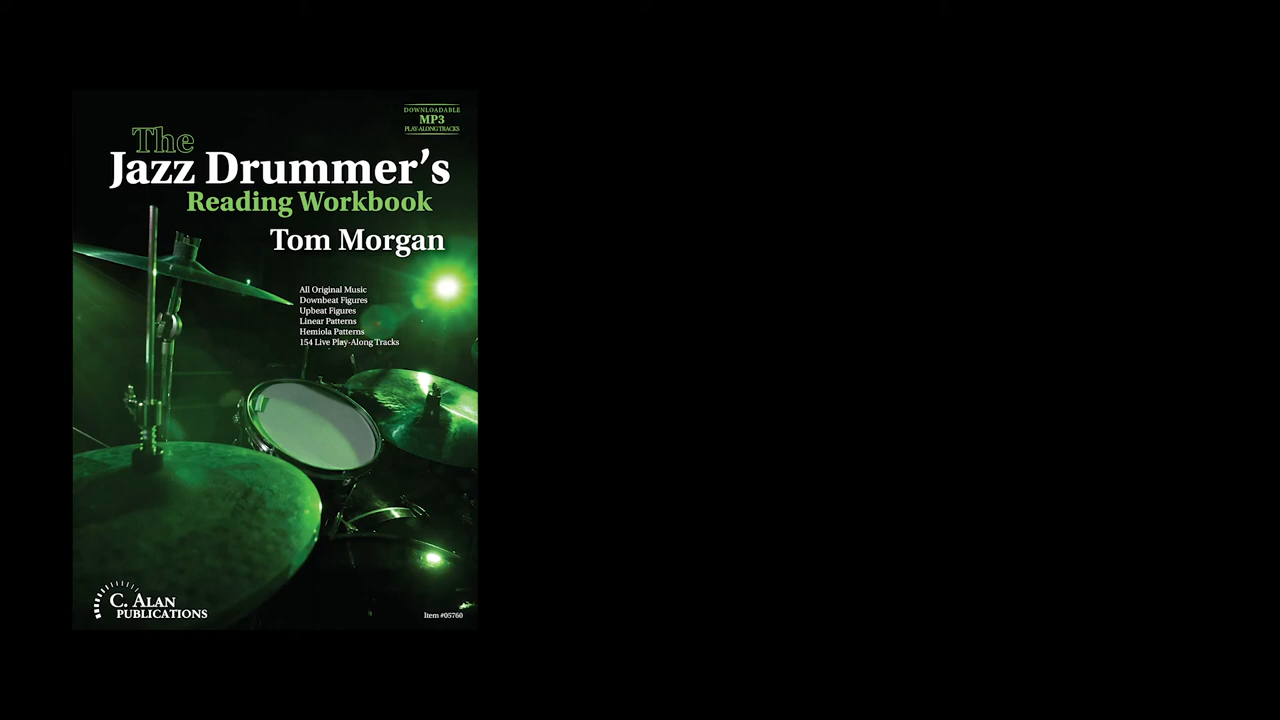 DOWNLOADABLE
MP3
PLAY-ALONG TRACKS
The
Jazz Drummer's
Reading Workbook
Tom Morgan
All Original Music
Downbeat Figures
Upbeat Figures
Linear Patterns
Hemiola Patterns
154 Live Play-Along Tracks
C. ALAN
PUBLICATIONS
Item #05760